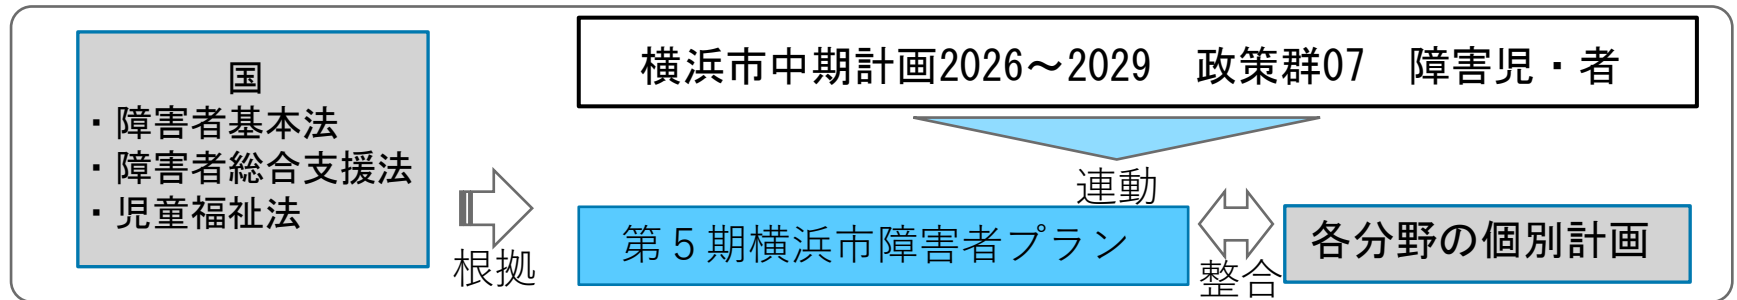 国
・障害者基本法
・障害者総合支援法
・児童福祉法
根拠
横浜市中期計画2026～2029　政策群07　障害児・者
連動
第５期横浜市障害者プラン
整合
各分野の個別計画